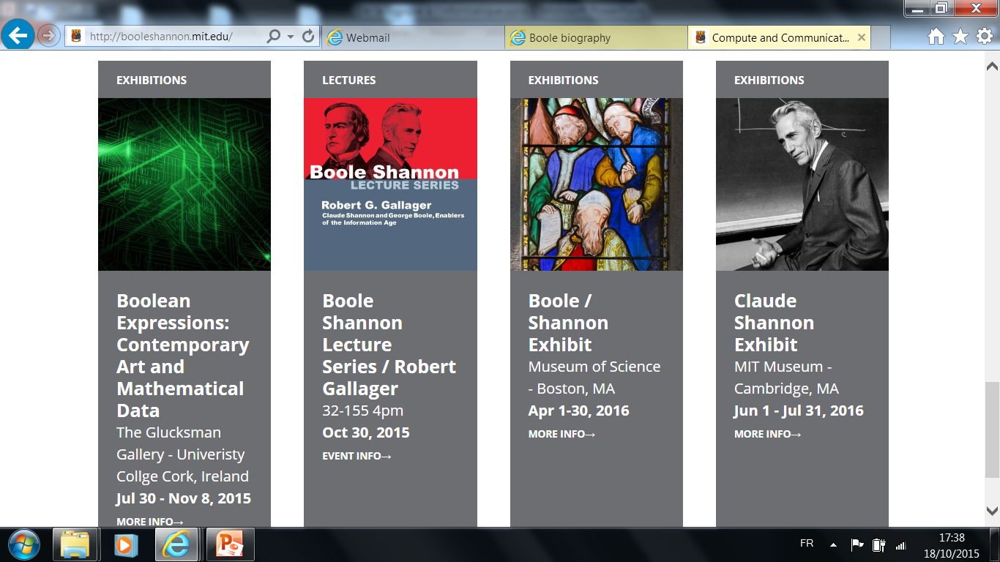 http://booleshannon.mit.edu/
Webmail
Boole biography
Compute and Communicat...
EXHIBITIONS
Boolean
Expressions:
Contemporary
Art and
Mathematical
Data
The Glucksman
Gallery - Univeristy
Collge Cork, Ireland
Jul 30 - Nov 8, 2015
MORE INFO→
LECTURES
Boole Shannon
LECTURE SERIES
Robert G. Gallager
Claude Shannon and George Boole, Enablers
of the Information Age
Boole
Shannon
Lecture
Series / Robert
Gallager
32-155 4pm
Oct 30, 2015
EVENT INFO→
EXHIBITIONS
Boole /
Shannon
Exhibit
Museum of Science
- Boston, MA
Apr 1-30, 2016
MORE INFO→
EXHIBITIONS
c
Claude
Shannon
Exhibit
MIT Museum -
Cambridge, MA
Jun 1 - Jul 31, 2016
MORE INFO→
FR
17:38
18/10/2015